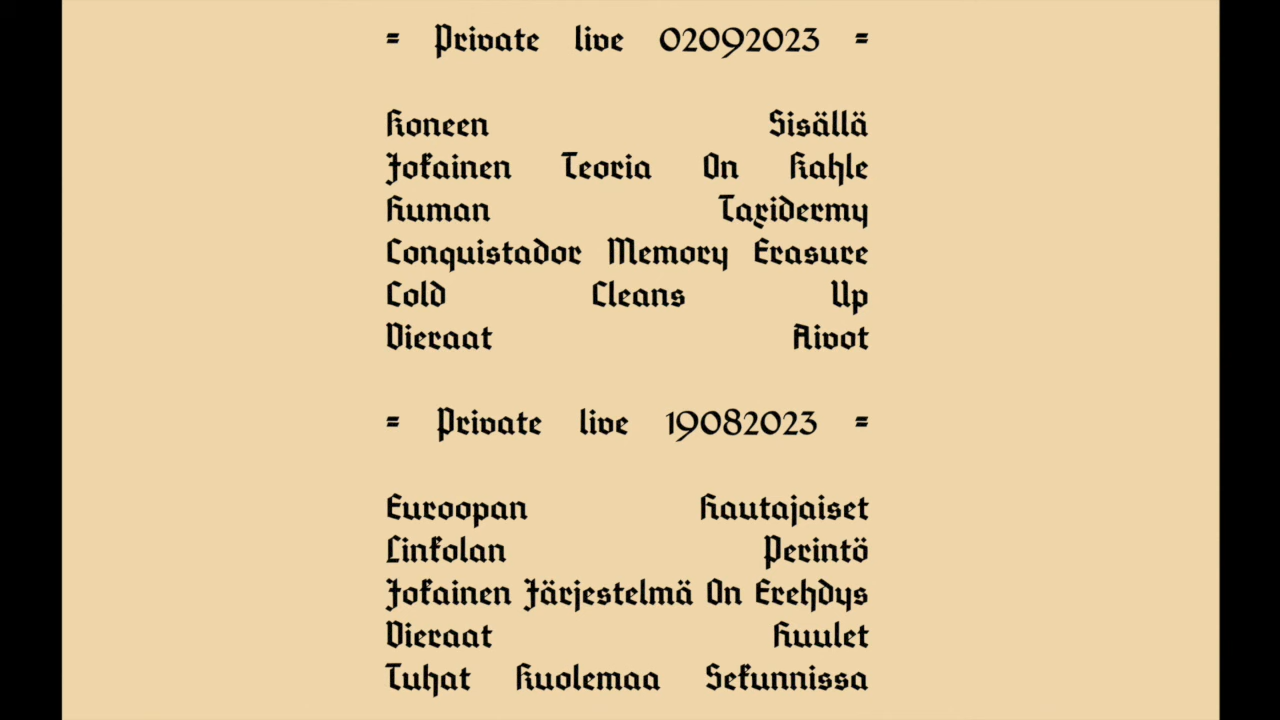 = Private live 02092023 =
Koneen Sisällä
Jokainen Teoria On Kahle
Human Taxidermy
Conquistador Memory Erasure
Cold Cleans Up
Vieraat Aivot
= Private live 19082023 =
Euroopan Hautajaiset
Linkolan Perintö
Jokainen Järjestelmä On Erehdys
Vieraat Kuulet
Tuhat Kuolemaa Sekunnissa